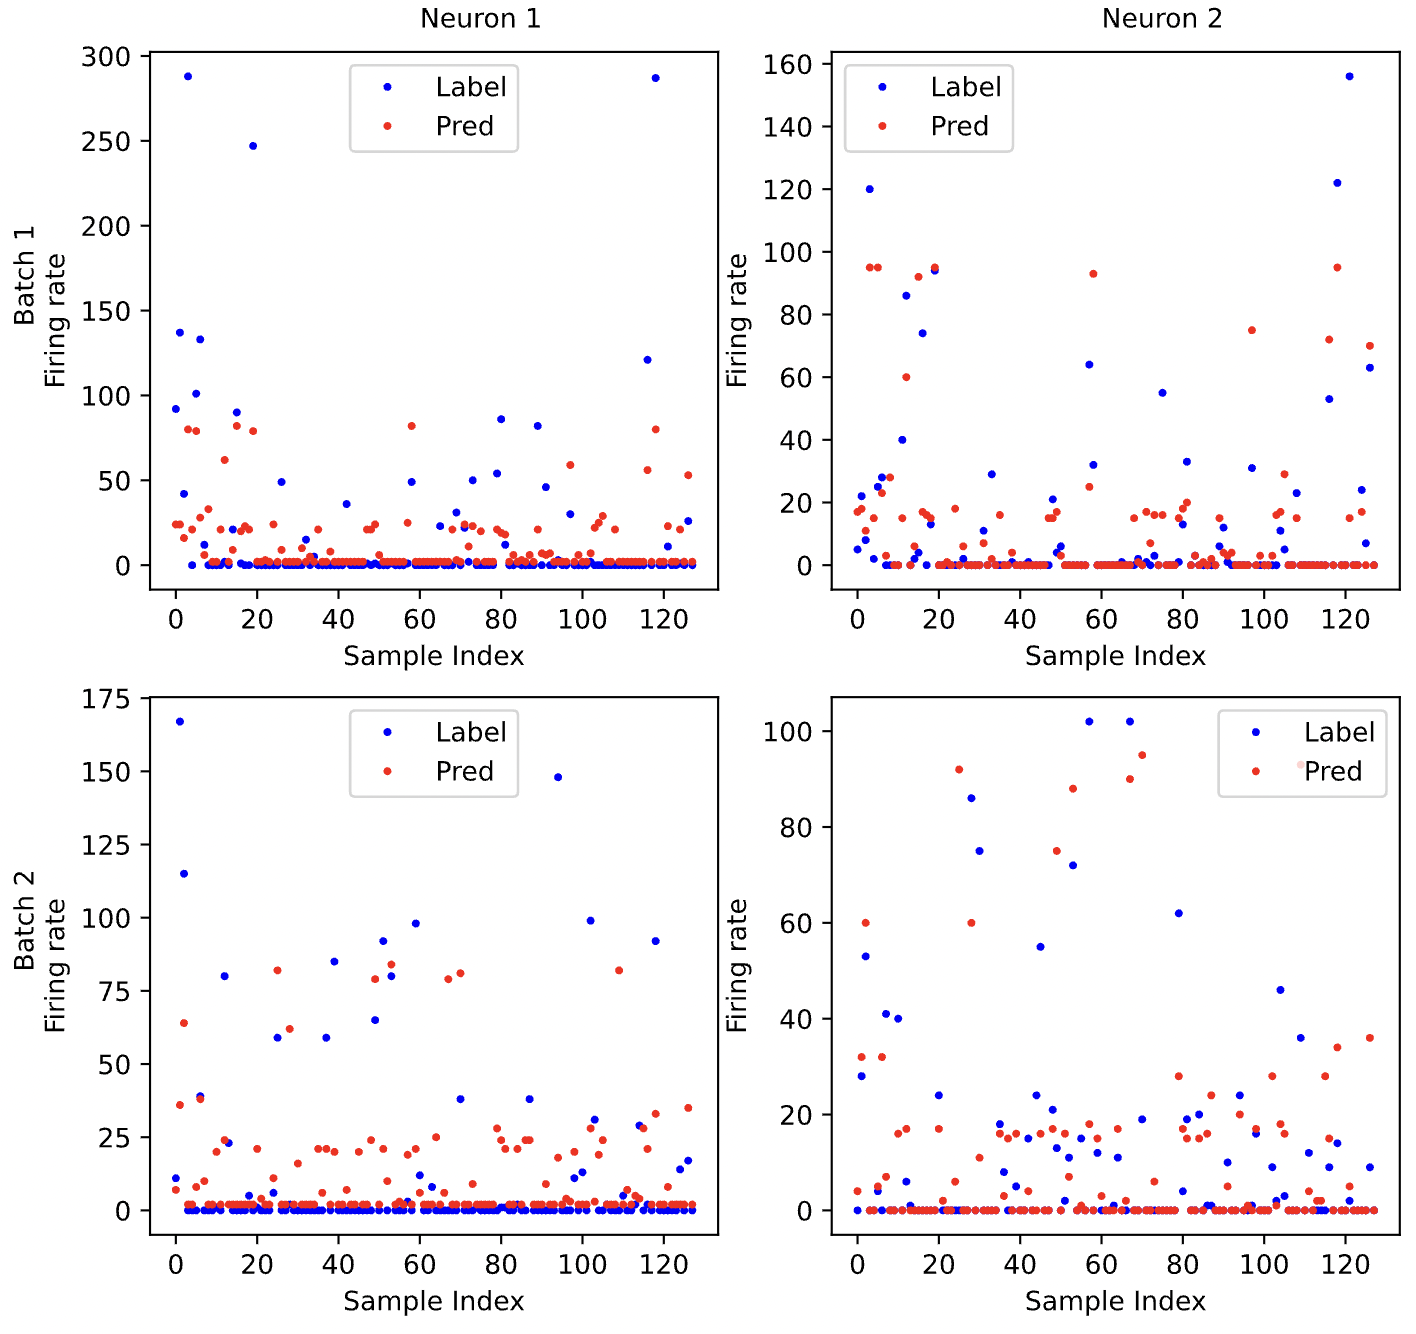 Neuron 1
Neuron 2
300
250
200
150
100
50
0
Batch 1
Firing rate
Label
Pred
0 20 40 60 80 100 120
Sample Index
160
140
120
100
80
60
40
20
0
Firing rate
Label
Pred
0 20 40 60 80 100 120
Sample Index
175
150
125
100
75
50
25
0
Batch 2
Firing rate
Label
Pred
0 20 40 60 80 100 120
Sample Index
100
80
60
40
20
0
Firing rate
Label
Pred
0 20 40 60 80 100 120
Sample Index